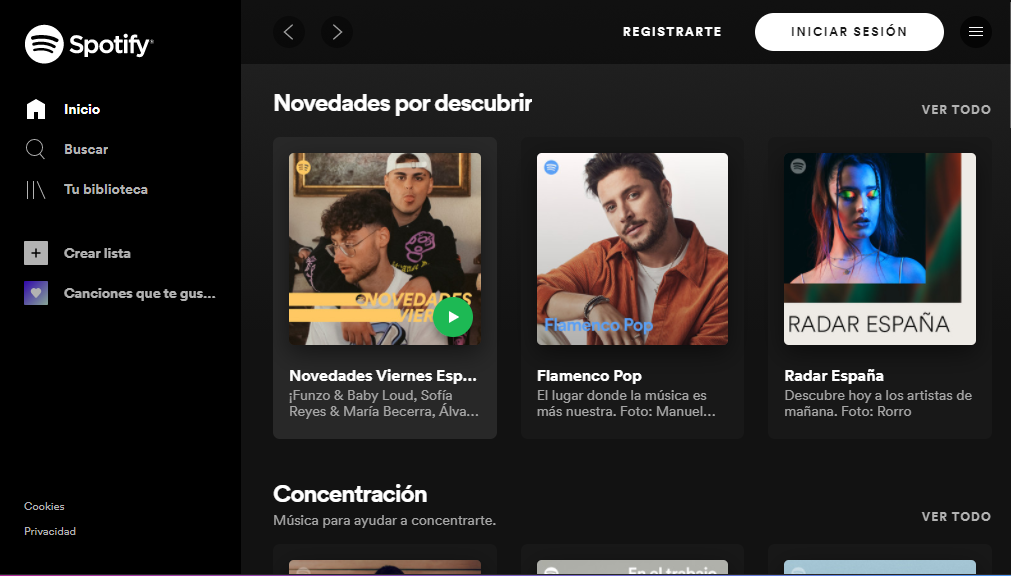 Spotify
Inicio
Buscar
Tu biblioteca
Crear lista
Canciones que te gus...
Cookies
Privacidad
REGISTRARTE
INICIAR SESIÓN
Novedades por descubrir
VER TODO
NOVEDADES
VIER
Novedades Viernes Esp...
¡Funzo & Baby Loud, Sofía
Reyes & María Becerra, Álva...
Flamenco Pop
Flamenco Pop
El lugar donde la música es
más nuestra. Foto: Manuel...
RADAR ESPAÑA
Radar España
Descubre hoy a los artistas de
mañana. Foto: Rorro
Concentración
Música para ayudar a concentrarte.
VER TODO
En el trabajo